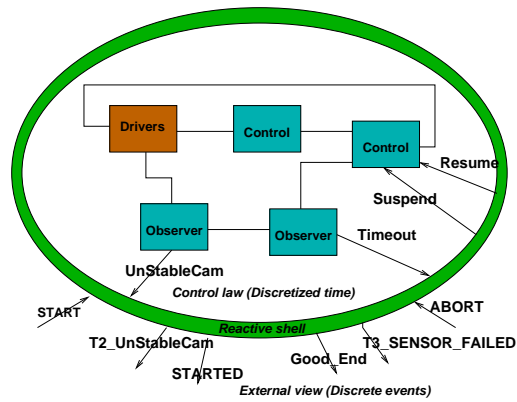 Drivers
Control
Control
Resume
Suspend
Observer
Observer
Timeout
UnStableCam
Control law (Discretized time)
START
ABORT
Reactive shell
T2_UnStableCam
T3_SENSOR_FAILED
Good_End
STARTED
External view (Discrete events)